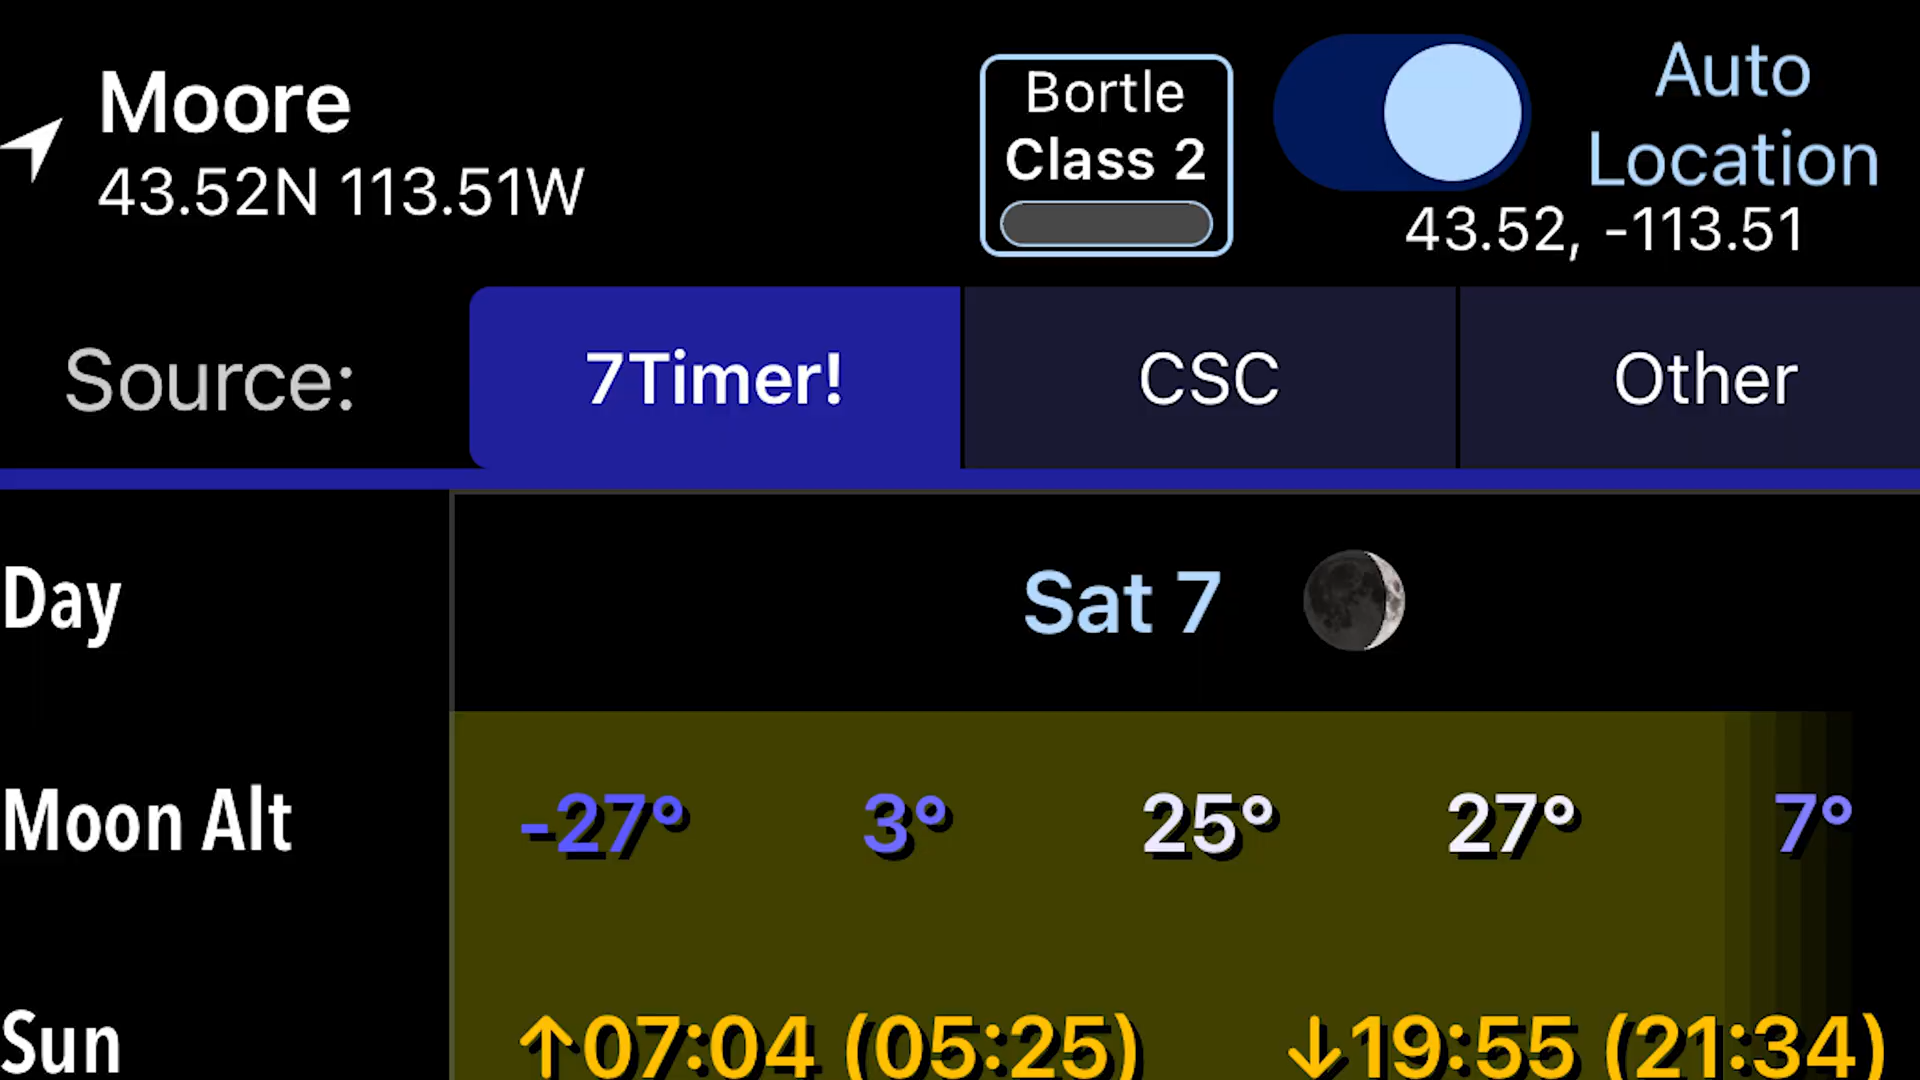 Moore
43.52N 113.51W
Bortle
Class 2
Auto
Location
43.52, -113.51
Source: 7Timer! CSC Other
Day Sat 7
Moon Alt -27° 3° 25° 27° 7°
Sun ↑07:04 (05:25) ↓19:55 (21:34)